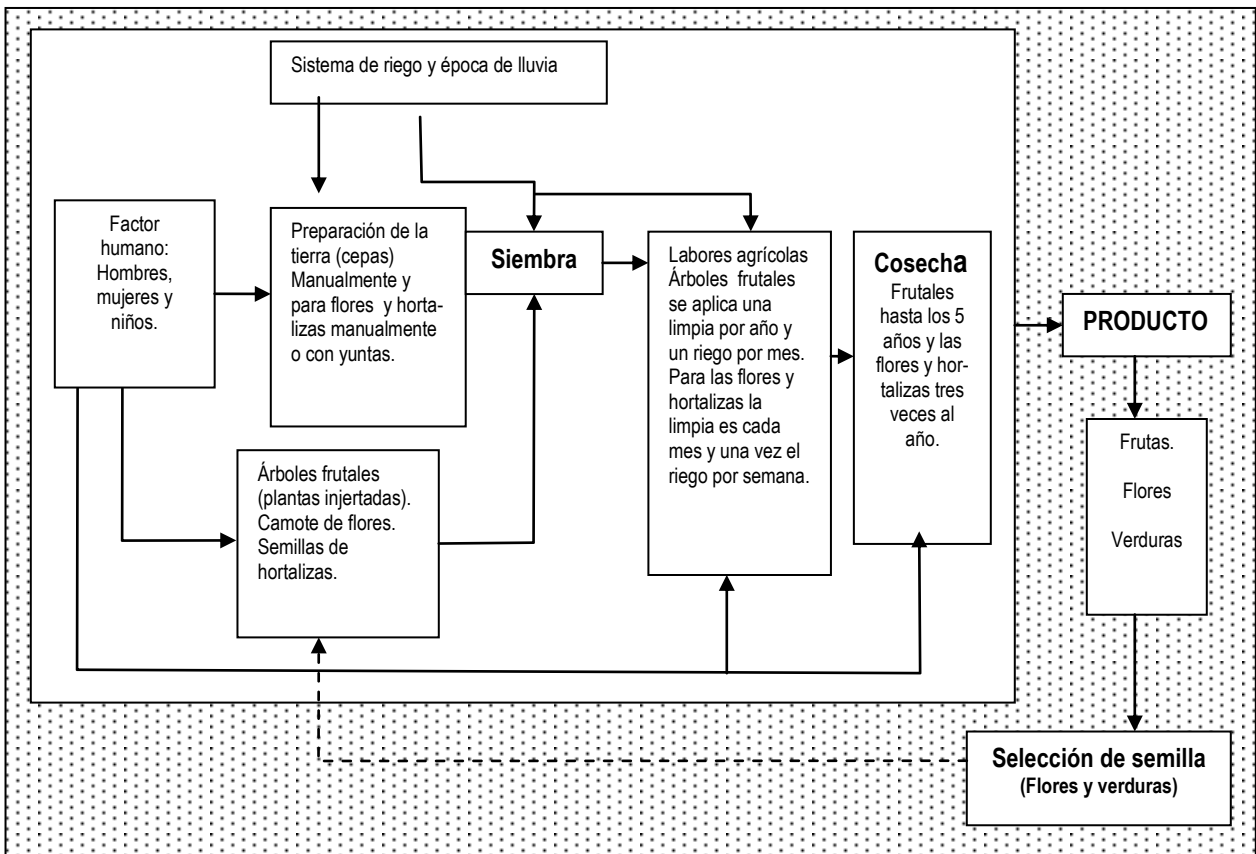 Sistema de riego y época de lluvia
Factor
humano:
Hombres,
mujeres y
niños.
Preparación de la
tierra (cepas)
Manualmente y
para flores y horta-
lizas manualmente
o con yuntas.
Siembra
Labores agrícolas
Árboles frutales
se aplica una
limpia por año y
un riego por mes.
Para las flores y
hortalizas la
limpia es cada
mes y una vez el
riego por semana.
Cosecha
Frutales
hasta los 5
años y las
flores y hor-
talizas tres
veces al
año.
PRODUCTO
Árboles frutales
(plantas injertadas).
Camote de flores.
Semillas de
hortalizas.
Frutas.
Flores
Verduras
Selección de semilla
(Flores y verduras)